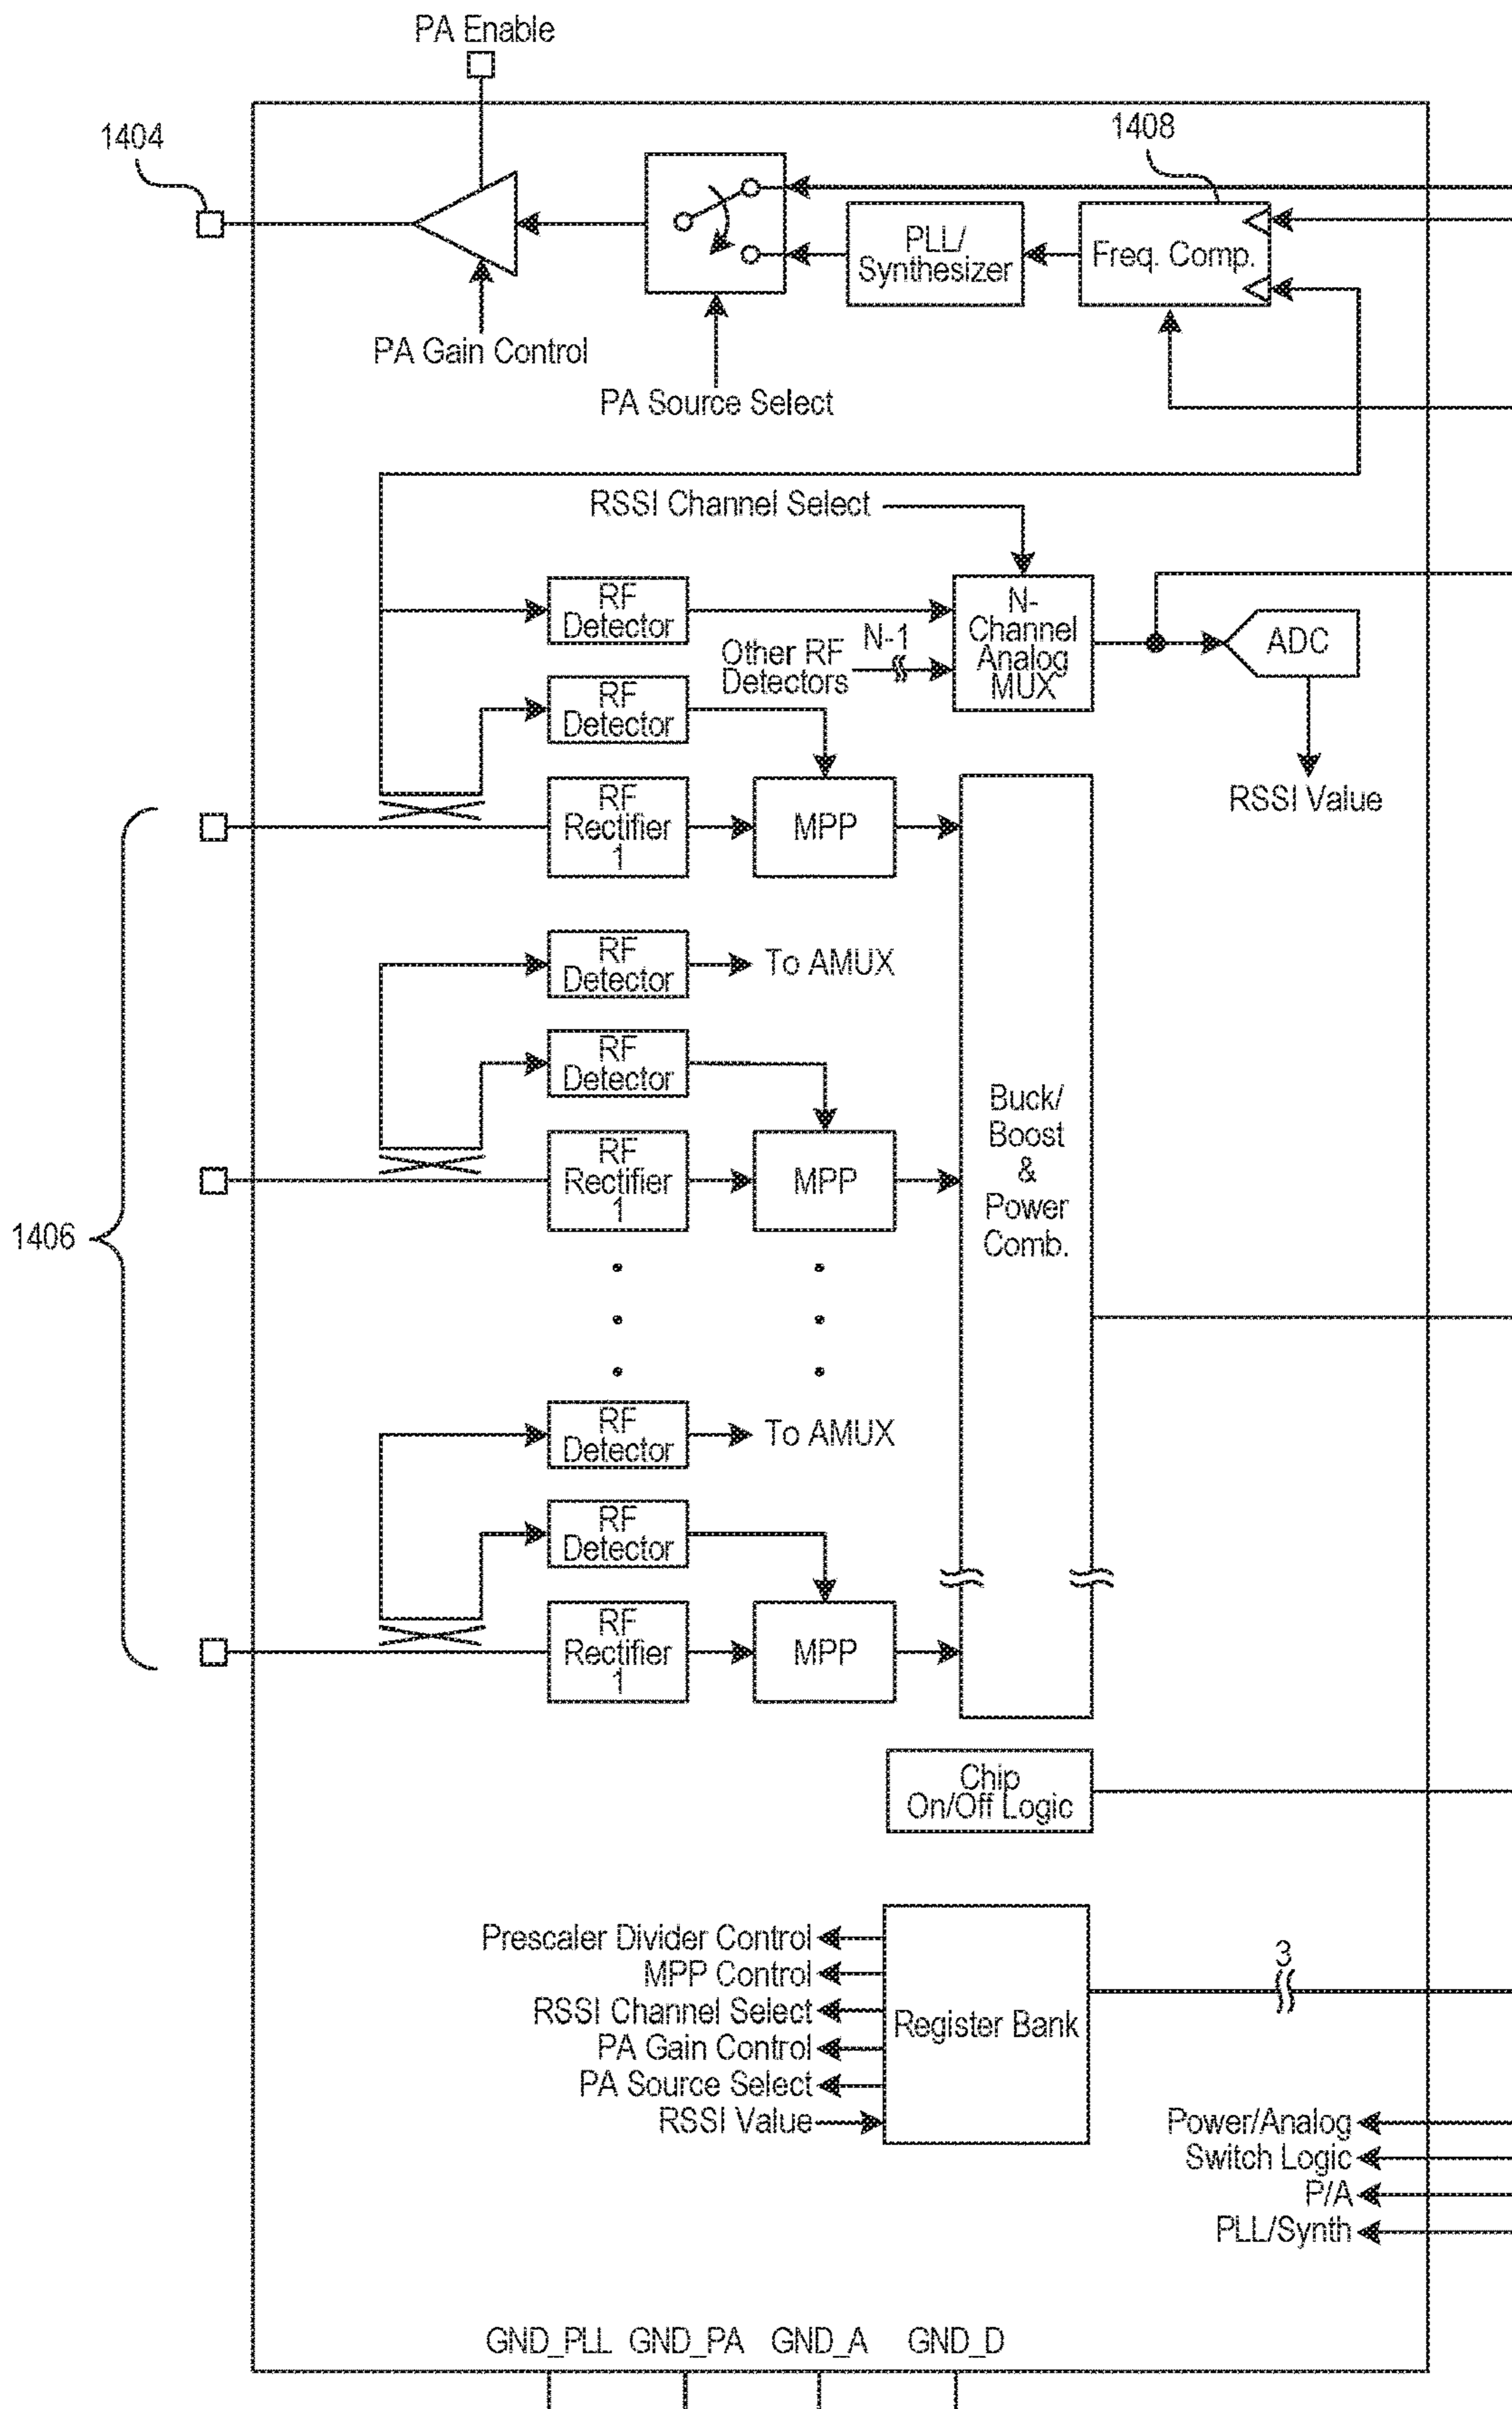 PA Enable
1404
1408
PLL/
Synthesizer
Freq. Comp.
PA Gain Control
PA Source Select
RSSI Channel Select
RF
Detector
N-
Channel
Analog
MUX
N-1
Other RF
Detectors
ADC
RF
Detector
RSSI Value
RF
Rectifier
1
MPP
RF
Detector
To AMUX
RF
Detector
Buck/
Boost
&
Power
Comb.
RF
Rectifier
1
MPP
1406
RF
Detector
To AMUX
RF
Detector
RF
Rectifier
1
MPP
Chip
On/Off Logic
Prescaler Divider Control
MPP Control
RSSI Channel Select
PA Gain Control
PA Source Select
RSSI Value
Register Bank
3
Power/Analog
Switch Logic
P/A
PLL/Synth
GND_PLL GND_PA GND_A GND_D